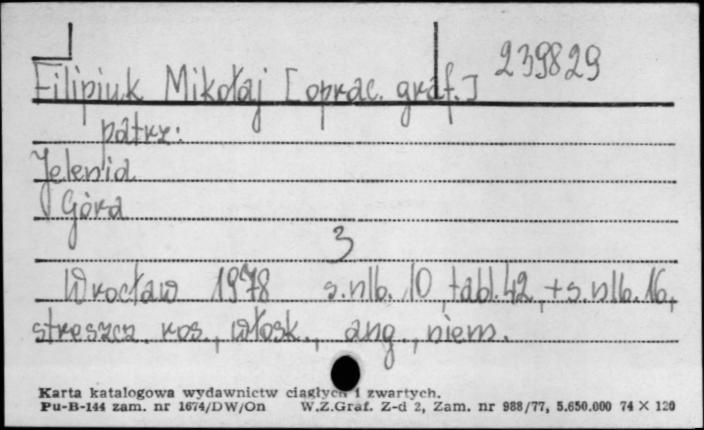 239829
Filipiuk Mikołaj [oprac. graf.]
patrz:
Jelenia
Góra
3
Wrocław 1978 s.nlb. 10, tabl. 42, + s.nlb. 16,
streszcz. ros., włosk., ang., niem.
Karta katalogowa wydawnictw ciągłych i zwartych.
Pu-B-144 zam. nr 1674/DW/On W.Z.Graf. Z-d 2, Zam. nr 988/77, 5.650.000 74 X 120